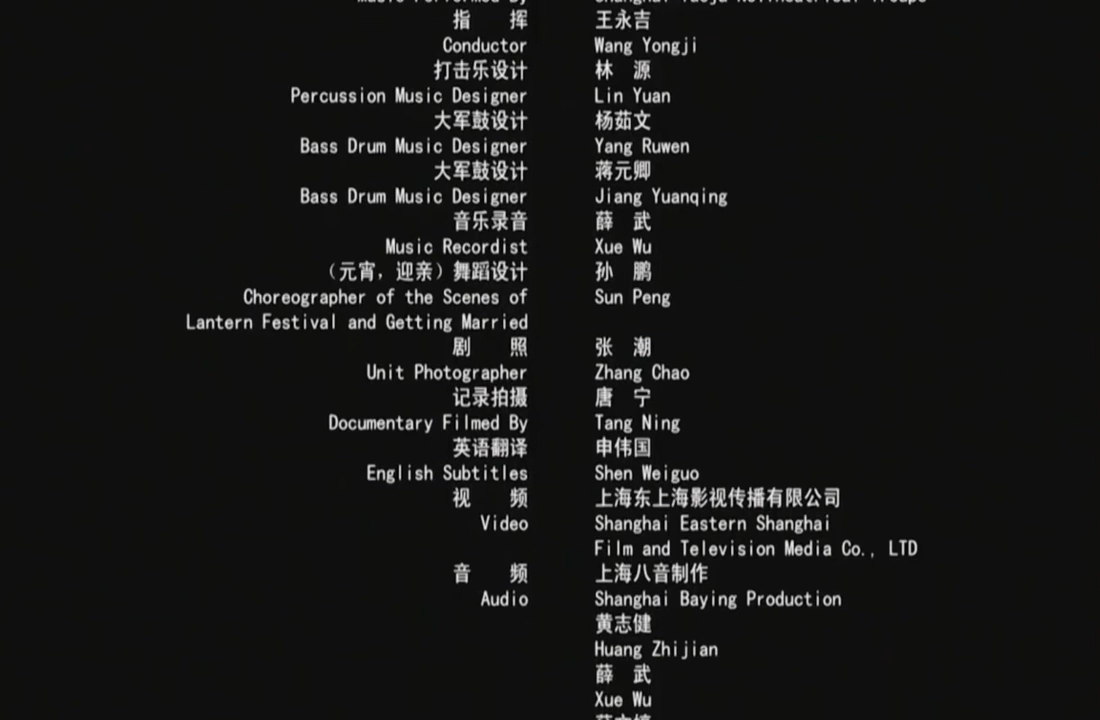 指 挥 王永吉
Conductor Wang Yongji
打击乐设计 林 源
Percussion Music Designer Lin Yuan
大军鼓设计 杨茹文
Bass Drum Music Designer Yang Ruwen
大军鼓设计 蒋元卿
Bass Drum Music Designer Jiang Yuanqing
音乐录音 薛 武
Music Recordist Xue Wu
（元宵，迎亲）舞蹈设计 孙 鹏
Choreographer of the Scenes of Sun Peng
Lantern Festival and Getting Married
剧 照 张 潮
Unit Photographer Zhang Chao
记录拍摄 唐 宁
Documentary Filmed By Tang Ning
英语翻译 申伟国
English Subtitles Shen Weiguo
视 频 上海东上海影视传播有限公司
Video Shanghai Eastern Shanghai
Film and Television Media Co., LTD
音 频 上海八音制作
Audio Shanghai Baying Production
黄志健
Huang Zhijian
薛 武
Xue Wu